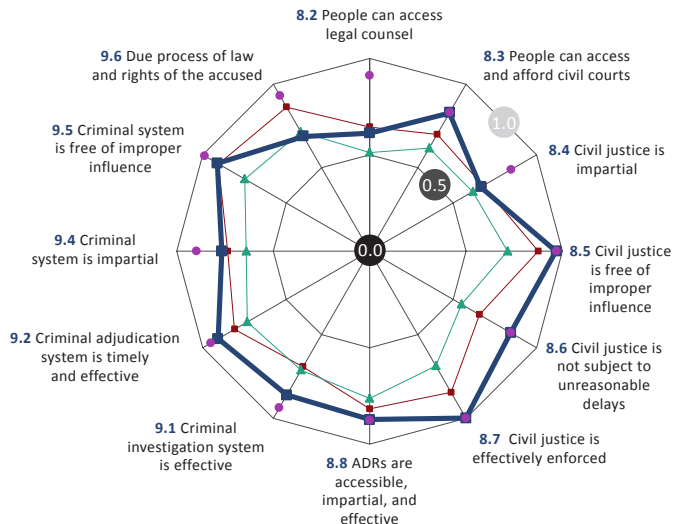 8.2 People can access
legal counsel
9.6 Due process of law
and rights of the accused
8.3 People can access
and afford civil courts
1.0
9.5 Criminal system
is free of improper
influence
8.4 Civil justice is
impartial
0.5
9.4 Criminal
system is impartial
0.0
8.5 Civil justice
is free of
improper
influence
9.2 Criminal adjudication
system is timely
and effective
8.6 Civil justice is
not subject to
unreasonable
delays
9.1 Criminal
investigation system
is effective
8.7 Civil justice is
effectively enforced
8.8 ADRs are
accessible,
impartial, and
effective